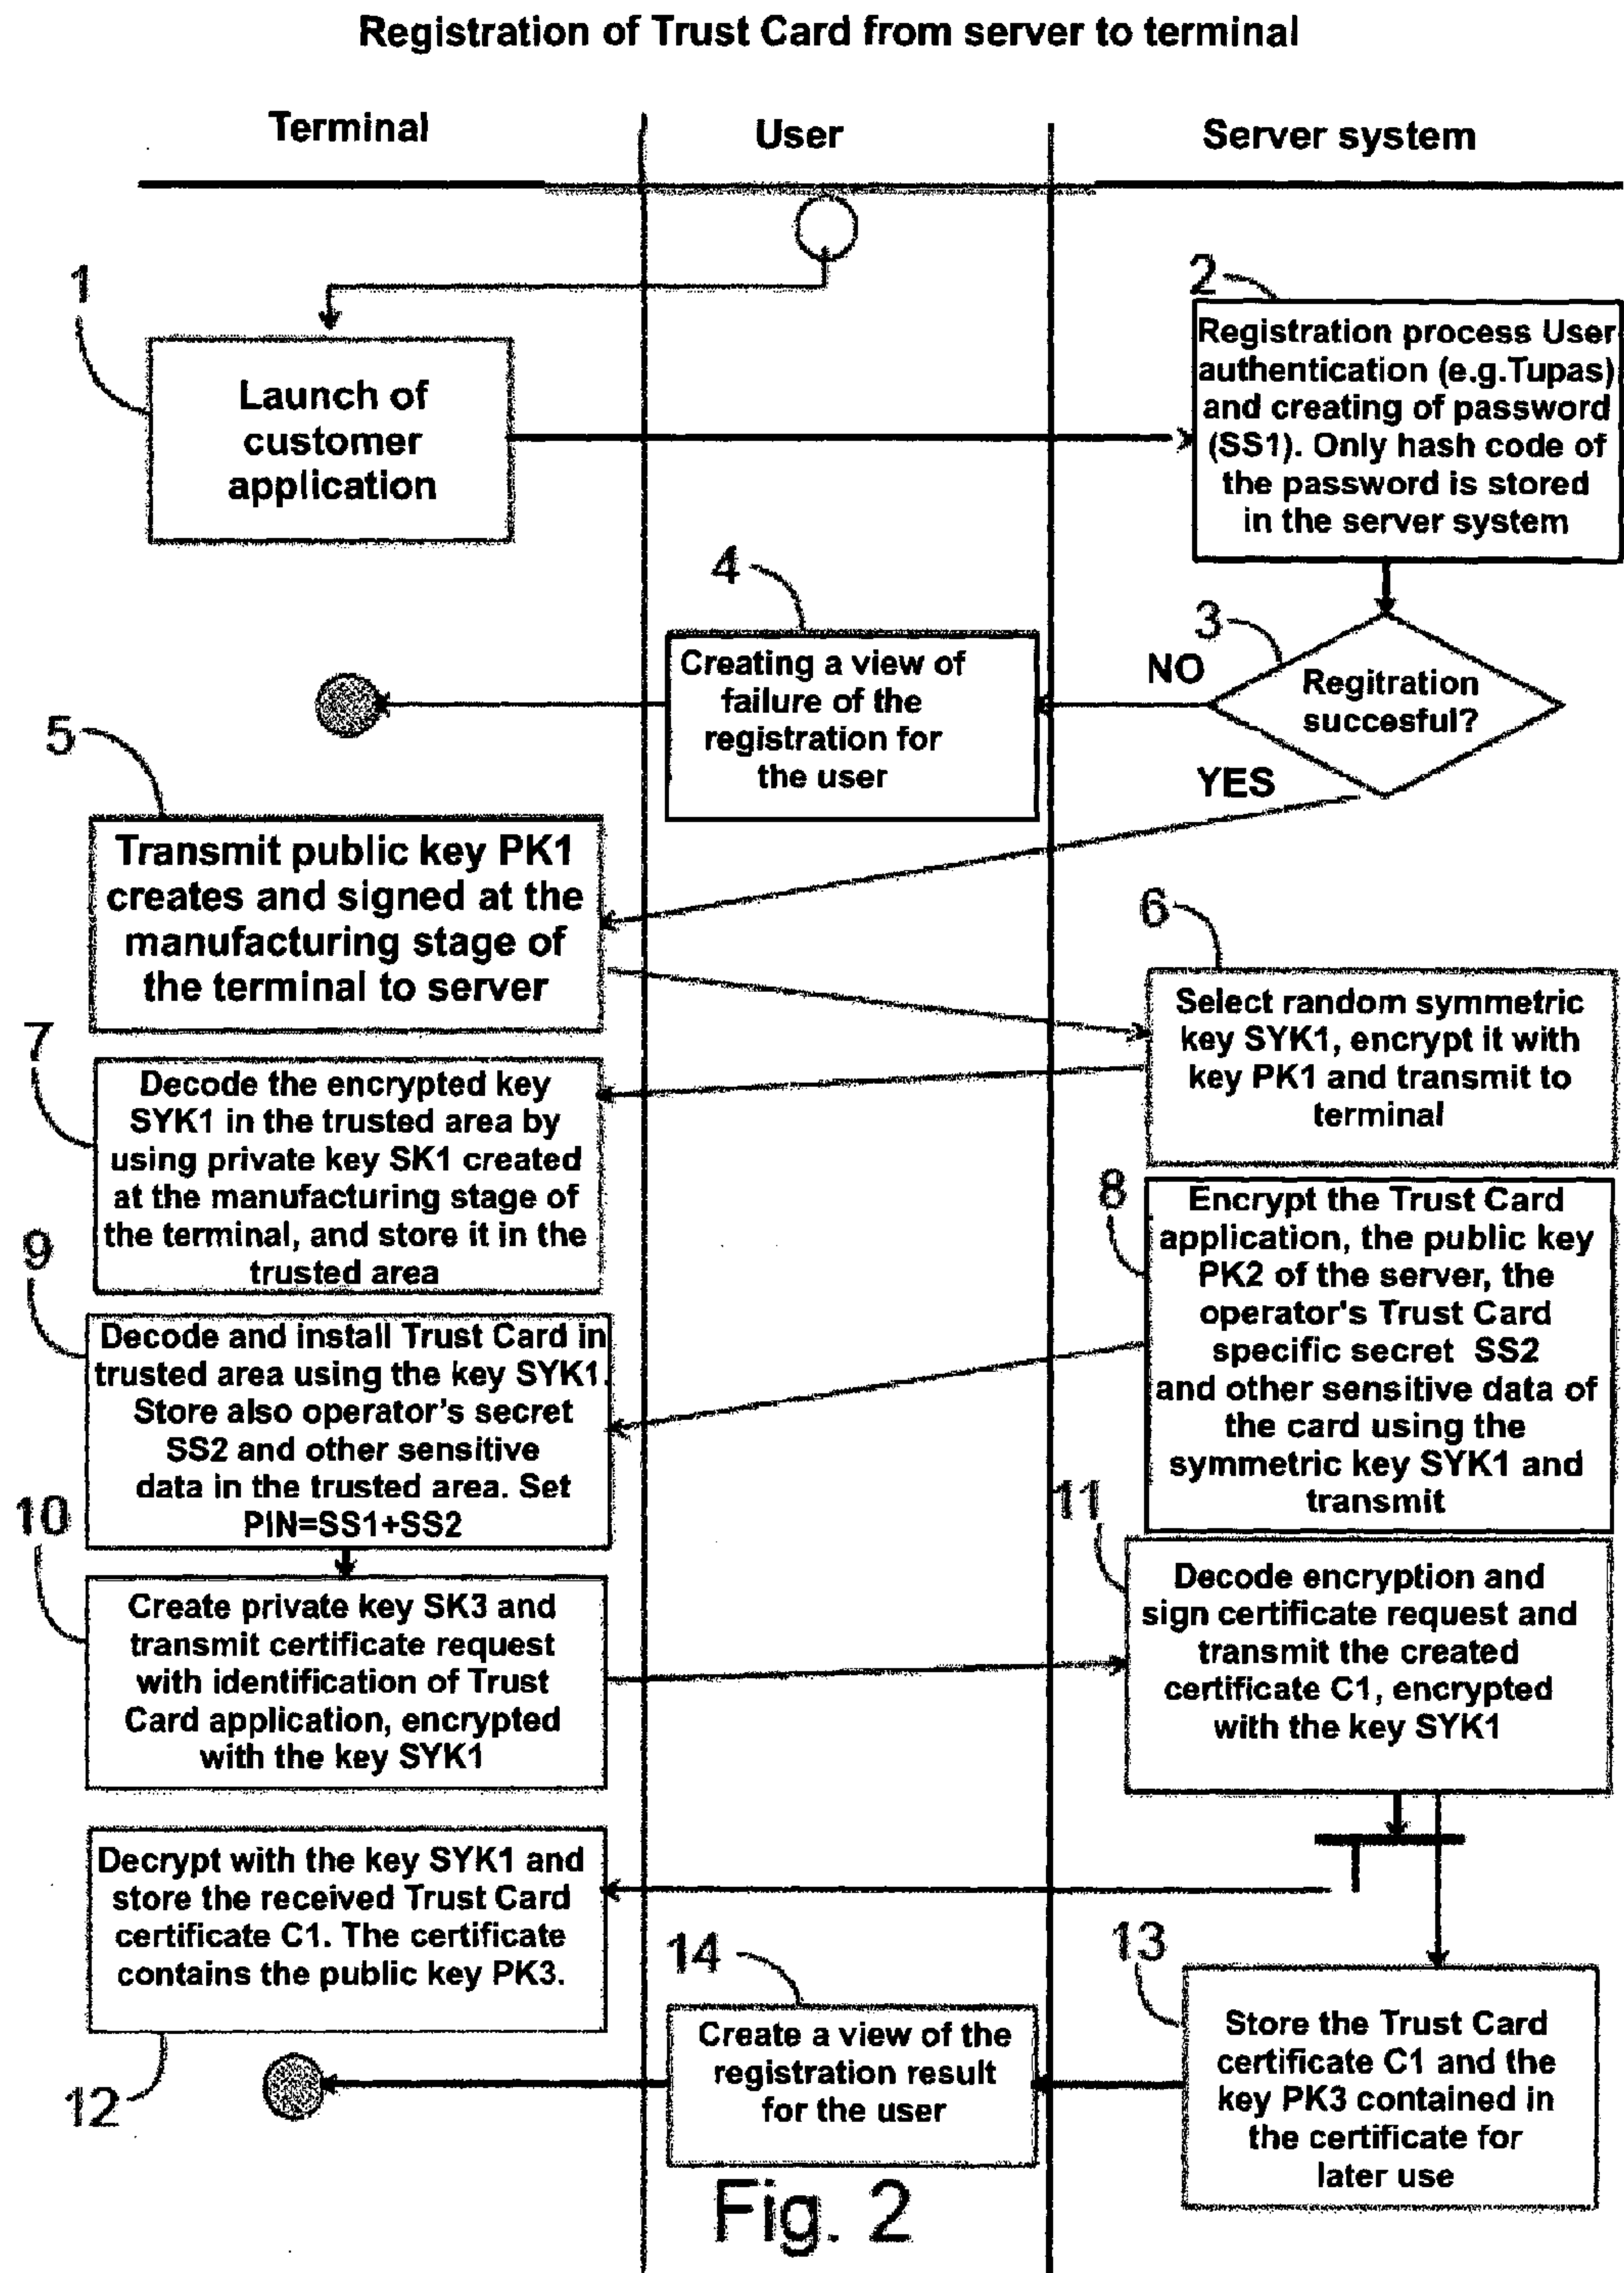 Registration of Trust Card from server to terminal
Terminal
User
Server system
1
Launch of
customer
application
2
Registration process User
authentication (e.g.Tupas)
and creating of password
(SS1). Only hash code of
the password is stored
in the server system
3
Regitration
succesful?
NO
YES
4
Creating a view of
failure of the
registration for
the user
5
Transmit public key PK1
creates and signed at the
manufacturing stage of
the terminal to server
6
Select random symmetric
key SYK1, encrypt it with
key PK1 and transmit to
terminal
7
Decode the encrypted key
SYK1 in the trusted area by
using private key SK1 created
at the manufacturing stage of
the terminal, and store it in the
trusted area
8
Encrypt the Trust Card
application, the public key
PK2 of the server, the
operator's Trust Card
specific secret SS2
and other sensitive data of
the card using the
symmetric key SYK1 and
transmit
9
Decode and install Trust Card in
trusted area using the key SYK1.
Store also operator's secret
SS2 and other sensitive
data in the trusted area. Set
PIN=SS1+SS2
10
Create private key SK3 and
transmit certificate request
with identification of Trust
Card application, encrypted
with the key SYK1
11
Decode encryption and
sign certificate request and
transmit the created
certificate C1, encrypted
with the key SYK1
Decrypt with the key SYK1 and
store the received Trust Card
certificate C1. The certificate
contains the public key PK3.
12
13
Store the Trust Card
certificate C1 and the
key PK3 contained in
the certificate for
later use
14
Create a view of the
registration result
for the user
Fig. 2